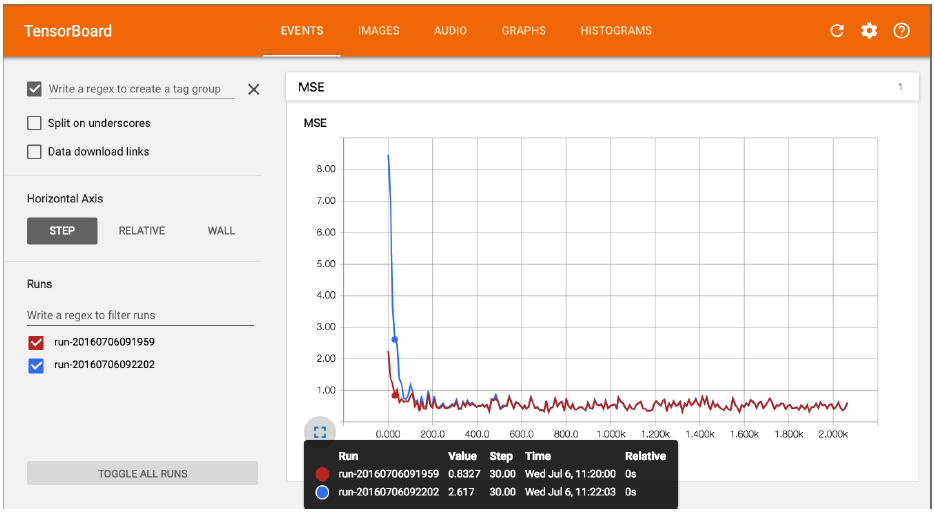 TensorBoard EVENTS IMAGES AUDIO GRAPHS HISTOGRAMS
Write a regex to create a tag group
Split on underscores
Data download links
Horizontal Axis
STEP RELATIVE WALL
Runs
Write a regex to filter runs
run-20160706091959
run-20160706092202
TOGGLE ALL RUNS
MSE 1
MSE
8.00
7.00
6.00
5.00
4.00
3.00
2.00
1.00
0.000 200.0 400.0 600.0 800.0 1.000k 1.200k 1.400k 1.600k 1.800k 2.000k
Run Value Step Time Relative
run-20160706091959 0.8327 30.00 Wed Jul 6, 11:20:00 0s
run-20160706092202 2.617 30.00 Wed Jul 6, 11:22:03 0s